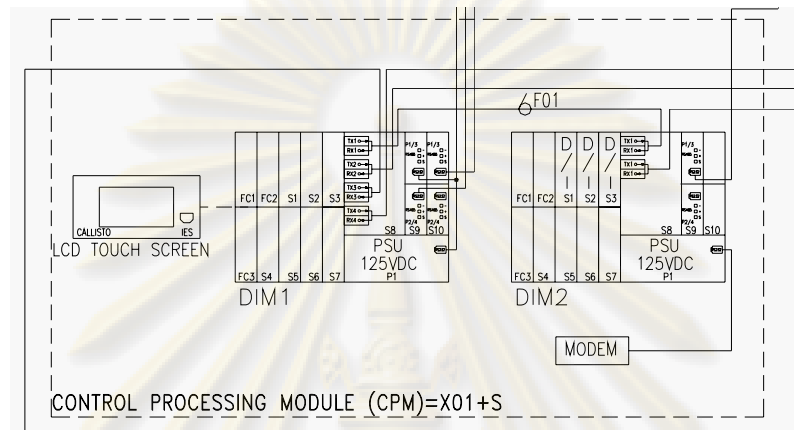 F01
TX1
RX1
TX2
RX2
TX3
RX3
TX4
RX4
P1/3
P1/3
P2/4
P2/4
FC1 FC2 S1 S2 S3
S8 S9 S10
PSU
125VDC
FC3 S4 S5 S6 S7 P1
DIM1
CALLISTO IES
LCD TOUCH SCREEN
D/I D/I D/I
TX1
RX1
TX1
RX1
P1/3
P2/4
FC1 FC2 S1 S2 S3
S8 S9 S10
PSU
125VDC
FC3 S4 S5 S6 S7 P1
DIM2
MODEM
CONTROL PROCESSING MODULE (CPM)=X01+S